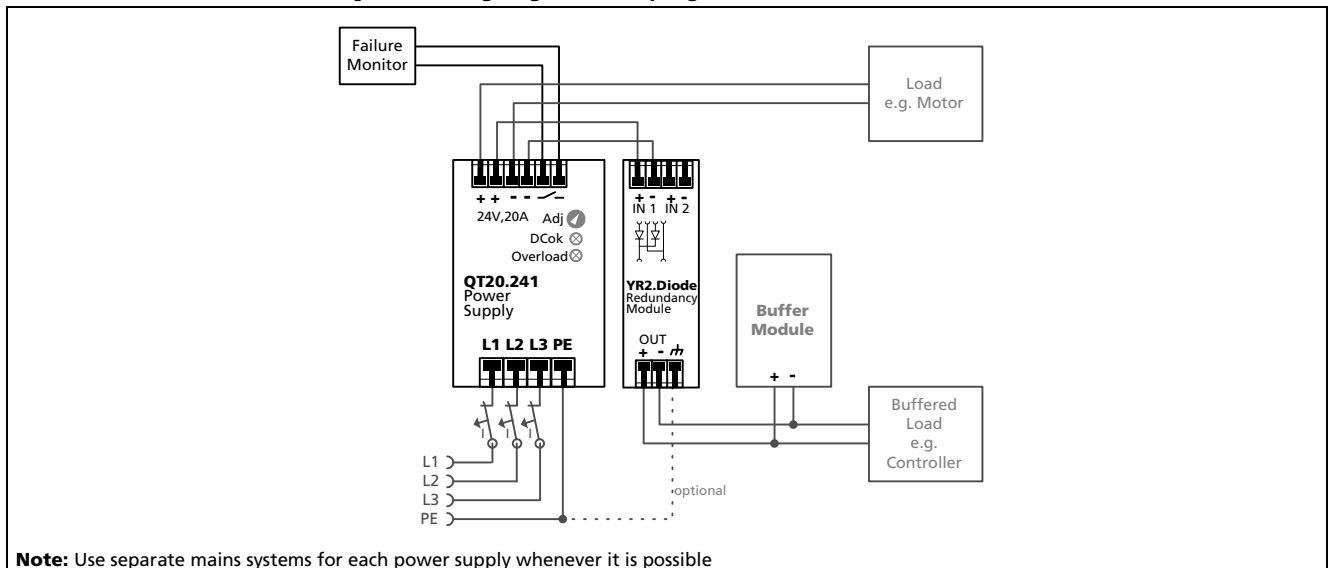 Failure
Monitor
Load
e.g. Motor
+ + - -
24V,20A
Adj
DCok
Overload
QT20.241
Power
Supply
L1 L2 L3 PE
+ - + -
IN 1 IN 2
YR2.Diode
Redundancy
Module
OUT
+ -
Buffer
Module
+ -
Buffered
Load
e.g.
Controller
I I I
L1
L2
L3
PE
optional
Note: Use separate mains systems for each power supply whenever it is possible